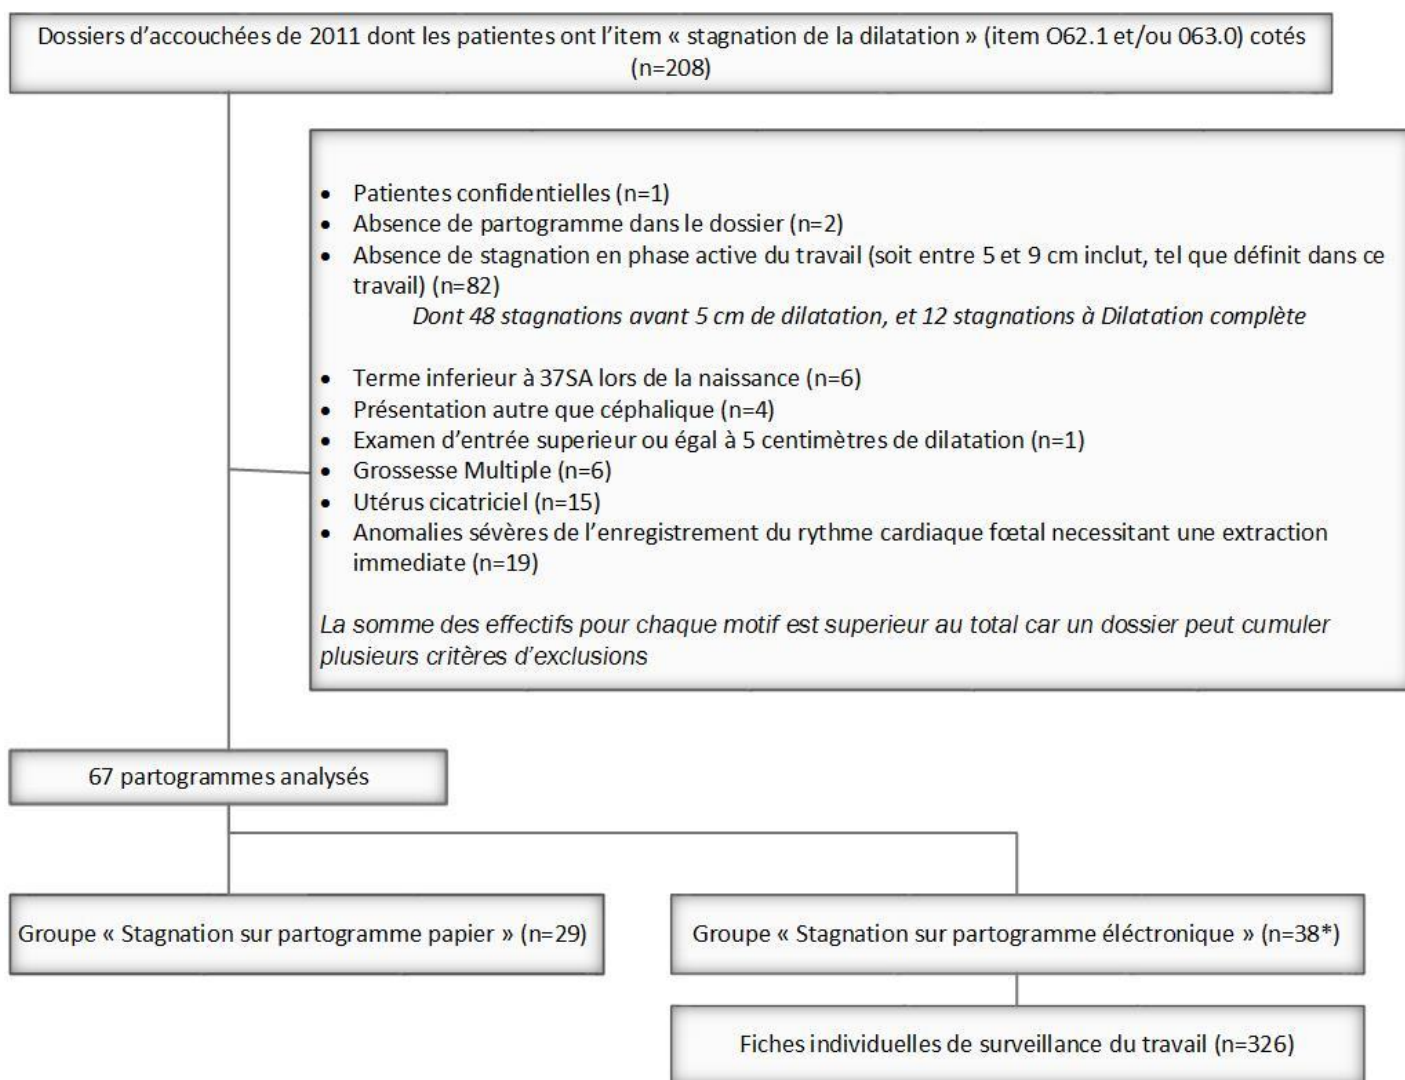 Dossiers d’accouchées de 2011 dont les patientes ont l’item « stagnation de la dilatation » (item O62.1 et/ou 063.0) cotés
(n=208)
• Patientes confidentielles (n=1)
• Absence de partogramme dans le dossier (n=2)
• Absence de stagnation en phase active du travail (soit entre 5 et 9 cm inclut, tel que définit dans ce
travail) (n=82)
Dont 48 stagnations avant 5 cm de dilatation, et 12 stagnations à Dilatation complète
• Terme inferieur à 37SA lors de la naissance (n=6)
• Présentation autre que céphalique (n=4)
• Examen d’entrée superieur ou égal à 5 centimètres de dilatation (n=1)
• Grossesse Multiple (n=6)
• Utérus cicatriciel (n=15)
• Anomalies sévères de l’enregistrement du rythme cardiaque fœtal necessitant une extraction
immediate (n=19)
La somme des effectifs pour chaque motif est superieur au total car un dossier peut cumuler
plusieurs critères d’exclusions
67 partogrammes analysés
Groupe « Stagnation sur partogramme papier » (n=29)
Groupe « Stagnation sur partogramme éléctronique » (n=38*)
Fiches individuelles de surveillance du travail (n=326)